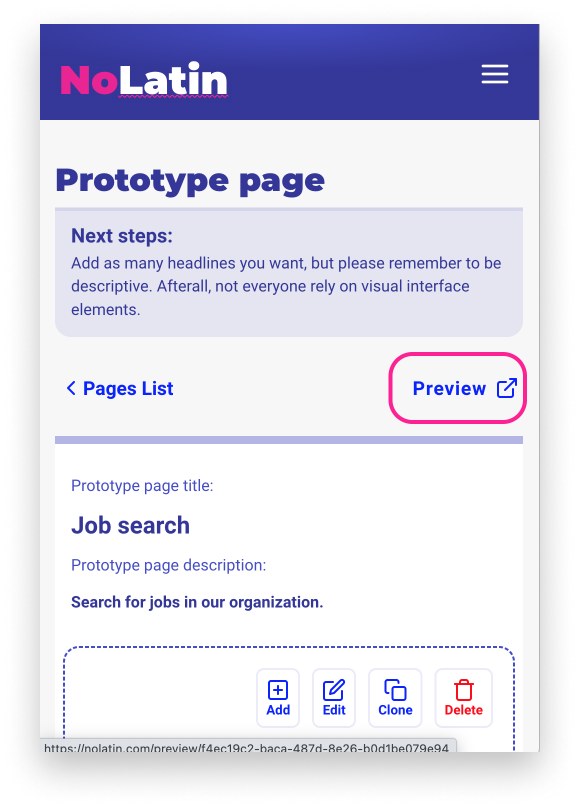 NoLatin
Prototype page
Next steps:
Add as many headlines you want, but please remember to be
descriptive. Afterall, not everyone rely on visual interface
elements.
Pages List
Preview
Prototype page title:
Job search
Prototype page description:
Search for jobs in our organization.
Add Edit Clone Delete
https://nolatin.com/preview/f4ec19c2-baca-487d-8e26-b0d1be079e94